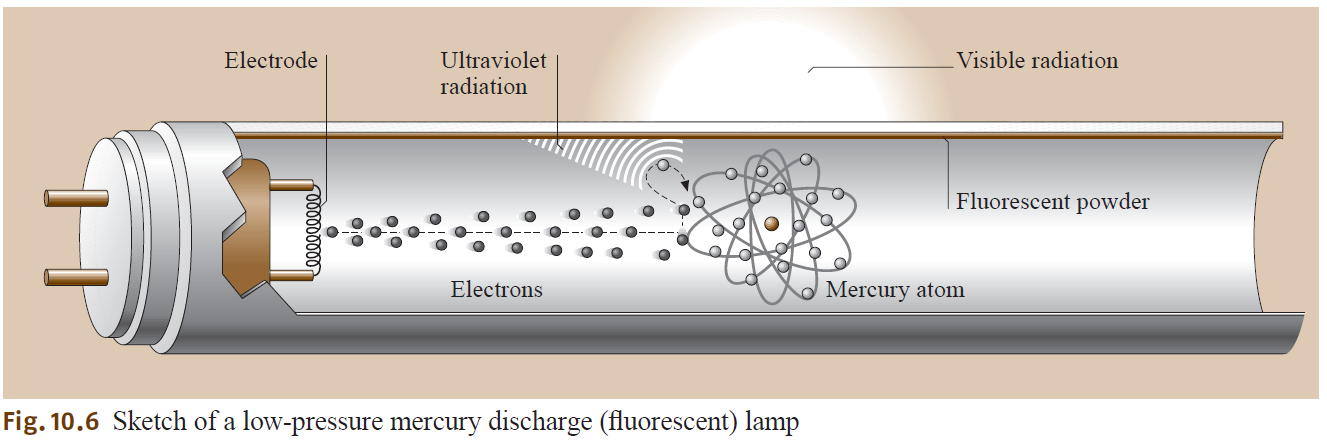 Electrode
Ultraviolet
radiation
Visible radiation
Fluorescent powder
Electrons
Mercury atom
Fig. 10.6 Sketch of a low-pressure mercury discharge (fluorescent) lamp